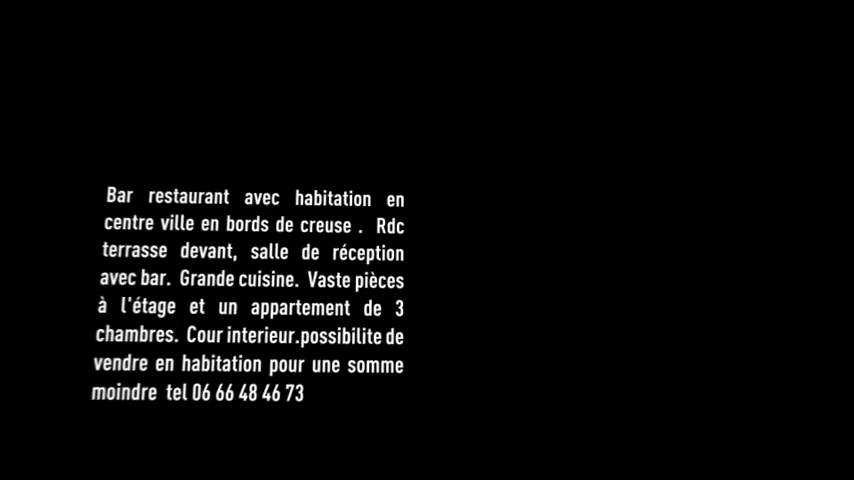 Bar restaurant avec habitation en
centre ville en bords de creuse . Rdc
terrasse devant, salle de réception
avec bar. Grande cuisine. Vaste pièces
à l'étage et un appartement de 3
chambres. Cour interieur.possibilite de
vendre en habitation pour une somme
moindre tel 06 66 48 46 73